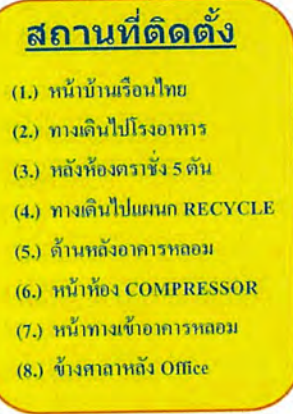 สถานที่ติดตั้ง
(1.) หน้าบ้านเรือนไทย
(2.) ทางเดินไปโรงอาหาร
(3.) หลังห้องตราชั่ง 5 ตัน
(4.) ทางเดินไปแผนก RECYCLE
(5.) ด้านหลังอาคารหลอม
(6.) หน้าห้อง COMPRESSOR
(7.) หน้าทางเข้าอาคารหลอม
(8.) ข้างศาลาหลัง Office